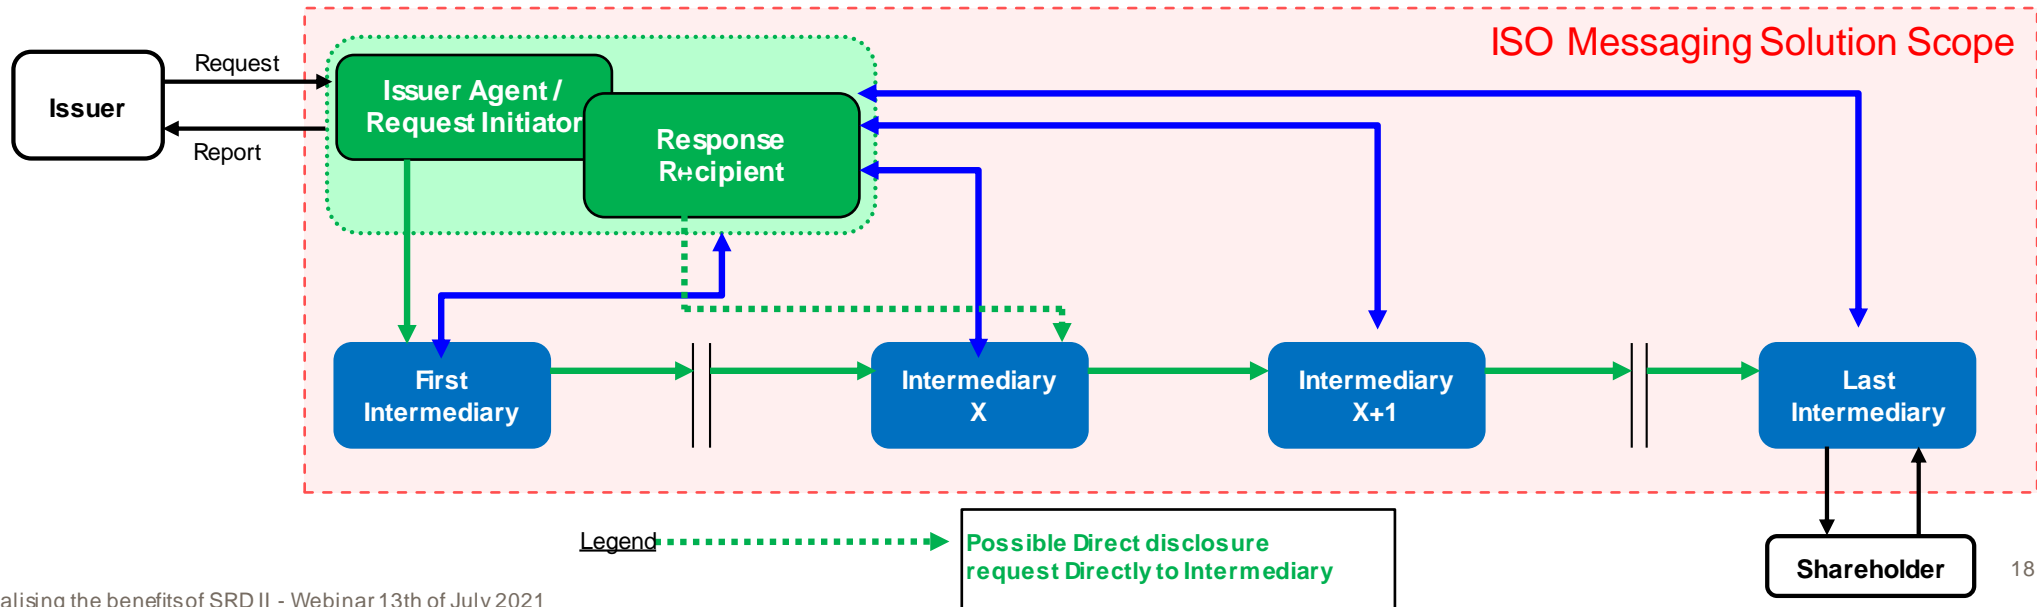 ISO Messaging Solution Scope
Request
Issuer
Report
Issuer Agent /
Request Initiator
Response
Recipient
First
Intermediary
Intermediary
X
Intermediary
X+1
Last
Intermediary
Legend
Possible Direct disclosure
request Directly to Intermediary
Shareholder
18
alising the benefits of SRD II - Webinar 13th of July 2021